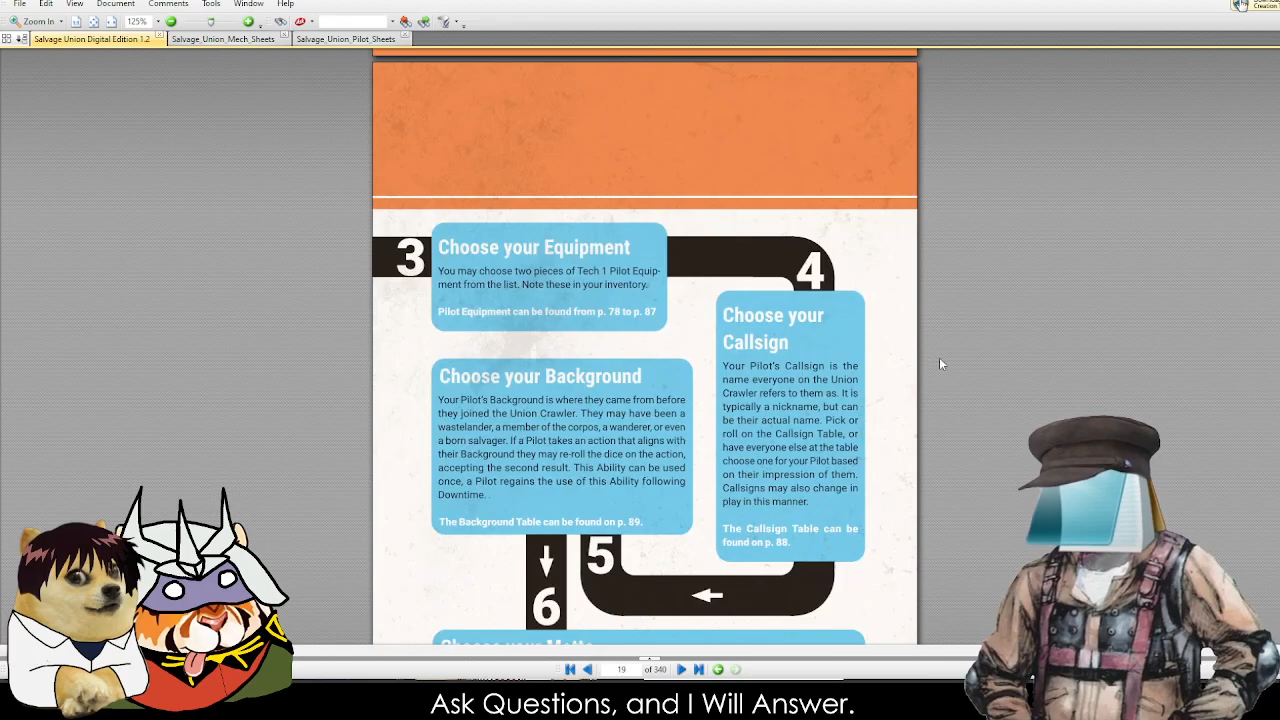 File Edit View Document Comments Tools Window Help
Zoom In 125%
Creation
Salvage Union Digital Edition 1.2 Salvage_Union_Mech_Sheets Salvage_Union_Pilot_Sheets
3
Choose your Equipment
You may choose two pieces of Tech 1 Pilot Equip-
ment from the list. Note these in your inventory.
Pilot Equipment can be found from p. 78 to p. 87
4
Choose your
Callsign
Your Pilot's Callsign is the
name everyone on the Union
Crawler refers to them as. It is
typically a nickname, but can
be their actual name. Pick or
roll on the Callsign Table, or
have everyone else at the table
choose one for your Pilot based
on their impression of them.
Callsigns may also change in
play in this manner.
The Callsign Table can be
found on p. 88.
Choose your Background
Your Pilot's Background is where they came from before
they joined the Union Crawler. They may have been a
wastelander, a member of the corpos, a wanderer, or even
a born salvager. If a Pilot takes an action that aligns with
their Background they may re-roll the dice on the action,
accepting the second result. This Ability can be used
once, a Pilot regains the use of this Ability following
Downtime.
The Background Table can be found on p. 89.
5
6
Choose your Motto
19 of 340
Ask Questions, and I Will Answer.